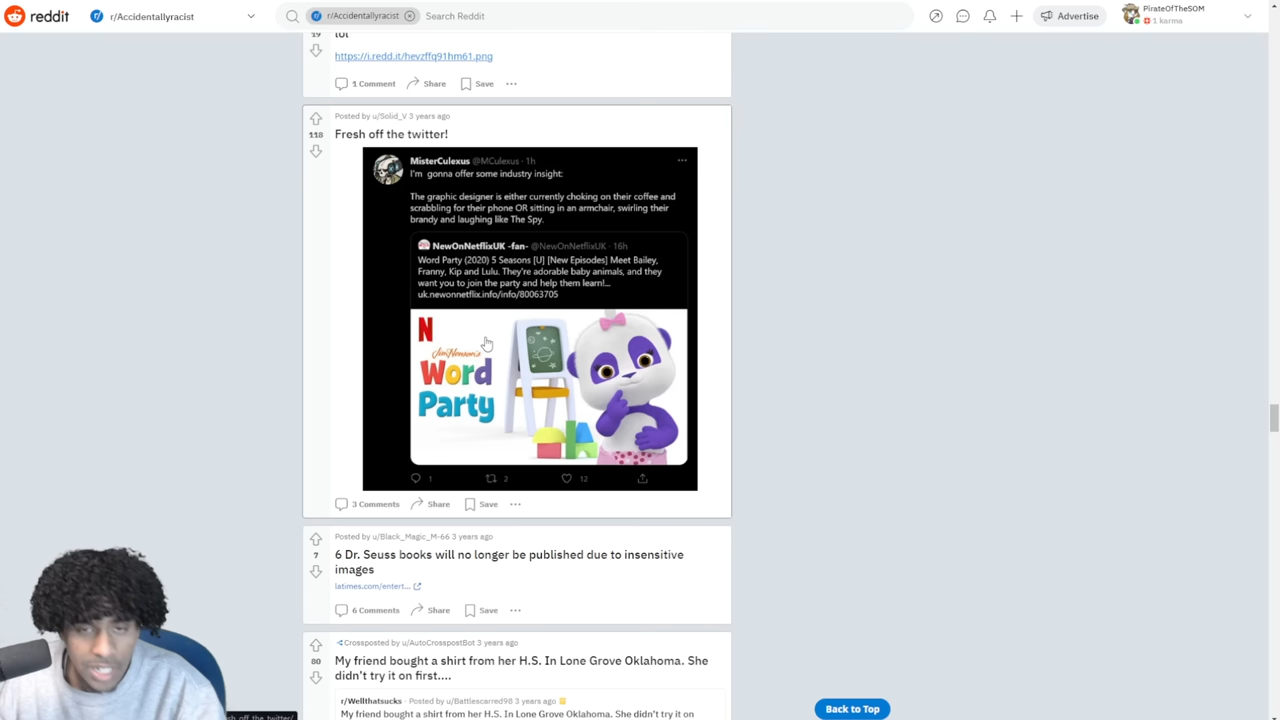 reddit
r/Accidentallyracist
r/Accidentallyracist
Search Reddit
Advertise
PirateOfTheSOM
1 karma
19
lol
https://i.redd.it/hevzffq91hm61.png
1 Comment
Share
Save
Posted by u/Solid_V 3 years ago
118
Fresh off the twitter!
MisterCulexus @MCulexus · 1h
I'm gonna offer some industry insight:
The graphic designer is either currently choking on their coffee and
scrabbling for their phone OR sitting in an armchair, swirling their
brandy and laughing like The Spy.
NewOnNetflixUK -fan- @NewOnNetflixUK · 16h
Word Party (2020) 5 Seasons [U] [New Episodes] Meet Bailey,
Franny, Kip and Lulu. They're adorable baby animals, and they
want you to join the party and help them learn!...
uk.newonnetflix.info/info/80063705
N
Jim Henson's
Word
Party
1
2
12
3 Comments
Share
Save
Posted by u/Black_Magic_M-66 3 years ago
7
6 Dr. Seuss books will no longer be published due to insensitive
images
latimes.com/entert...
6 Comments
Share
Save
Crossposted by u/AutoCrosspostBot 3 years ago
80
My friend bought a shirt from her H.S. In Lone Grove Oklahoma. She
didn't try it on first....
r/Wellthatsucks · Posted by u/Battlescarred98 3 years ago
My friend bought a shirt from her H.S. In Lone Grove Oklahoma. She didn't try it on
Back to Top
sh off the twitter/